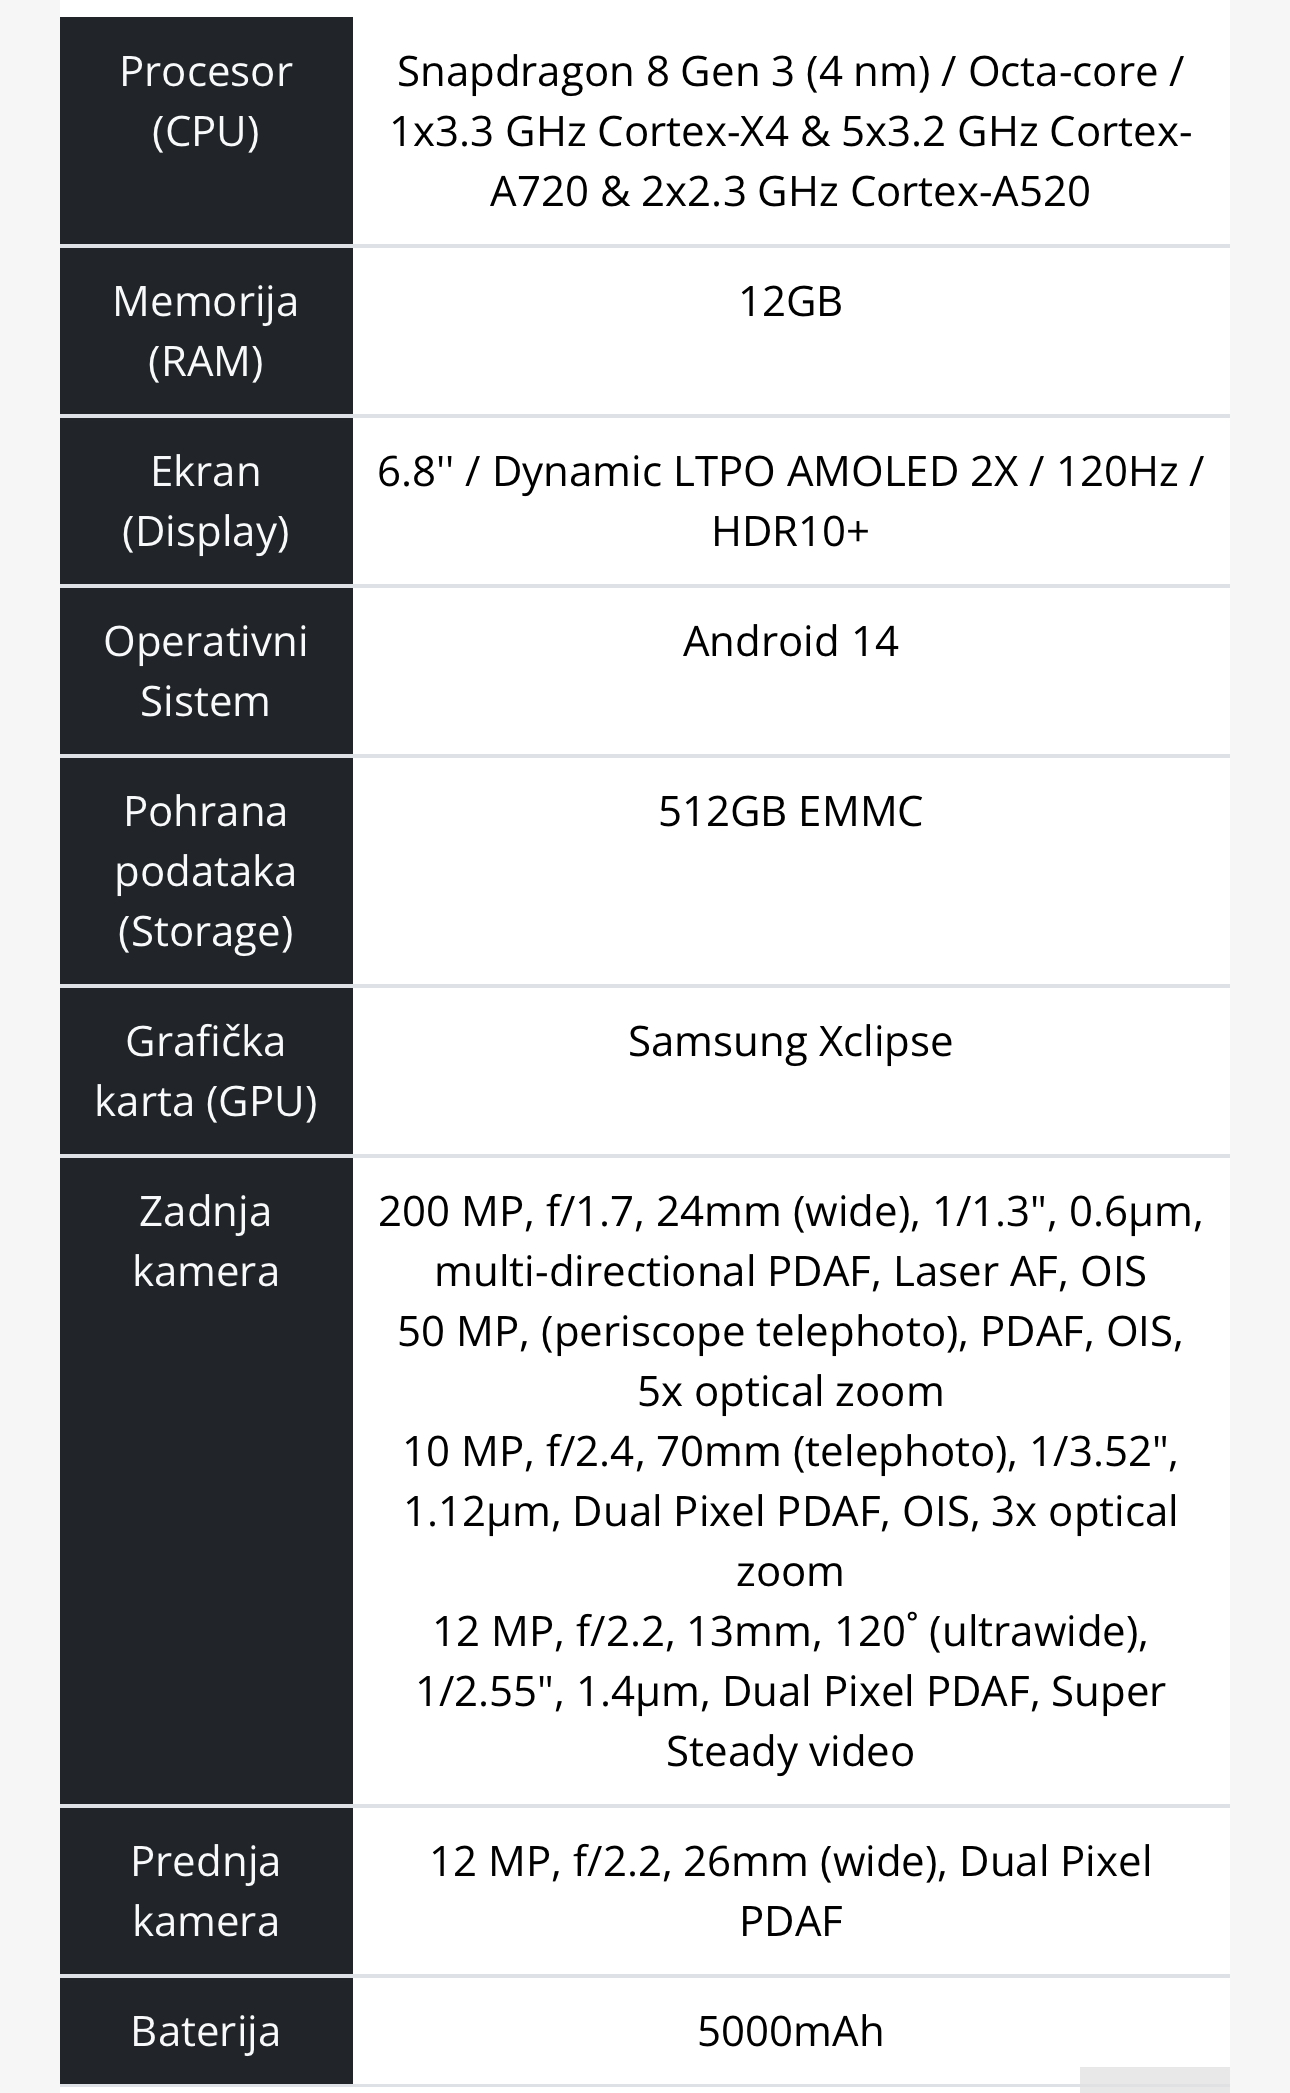 Procesor
(CPU)
Snapdragon 8 Gen 3 (4 nm) / Octa-core /
1x3.3 GHz Cortex-X4 & 5x3.2 GHz Cortex-
A720 & 2x2.3 GHz Cortex-A520
Memorija
(RAM)
12GB
Ekran
(Display)
6.8'' / Dynamic LTPO AMOLED 2X / 120Hz /
HDR10+
Operativni
Sistem
Android 14
Pohrana
podataka
(Storage)
512GB EMMC
Grafička
karta (GPU)
Samsung Xclipse
Zadnja
kamera
200 MP, f/1.7, 24mm (wide), 1/1.3", 0.6µm,
multi-directional PDAF, Laser AF, OIS
50 MP, (periscope telephoto), PDAF, OIS,
5x optical zoom
10 MP, f/2.4, 70mm (telephoto), 1/3.52",
1.12µm, Dual Pixel PDAF, OIS, 3x optical
zoom
12 MP, f/2.2, 13mm, 120˚ (ultrawide),
1/2.55", 1.4µm, Dual Pixel PDAF, Super
Steady video
Prednja
kamera
12 MP, f/2.2, 26mm (wide), Dual Pixel
PDAF
Baterija
5000mAh